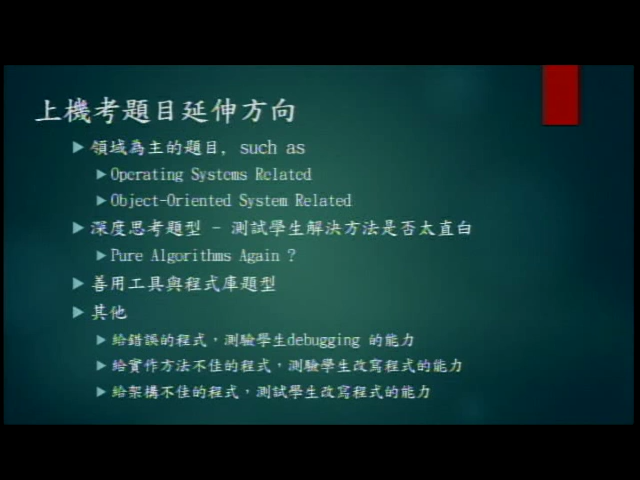 上機考題目延伸方向
領域為主的題目, such as
Operating Systems Related
Object-Oriented System Related
深度思考題型 - 測試學生解決方法是否太直白
Pure Algorithms Again ?
善用工具與程式庫題型
其他
給錯誤的程式，測驗學生debugging 的能力
給實作方法不佳的程式，測驗學生改寫程式的能力
給架構不佳的程式，測試學生改寫程式的能力